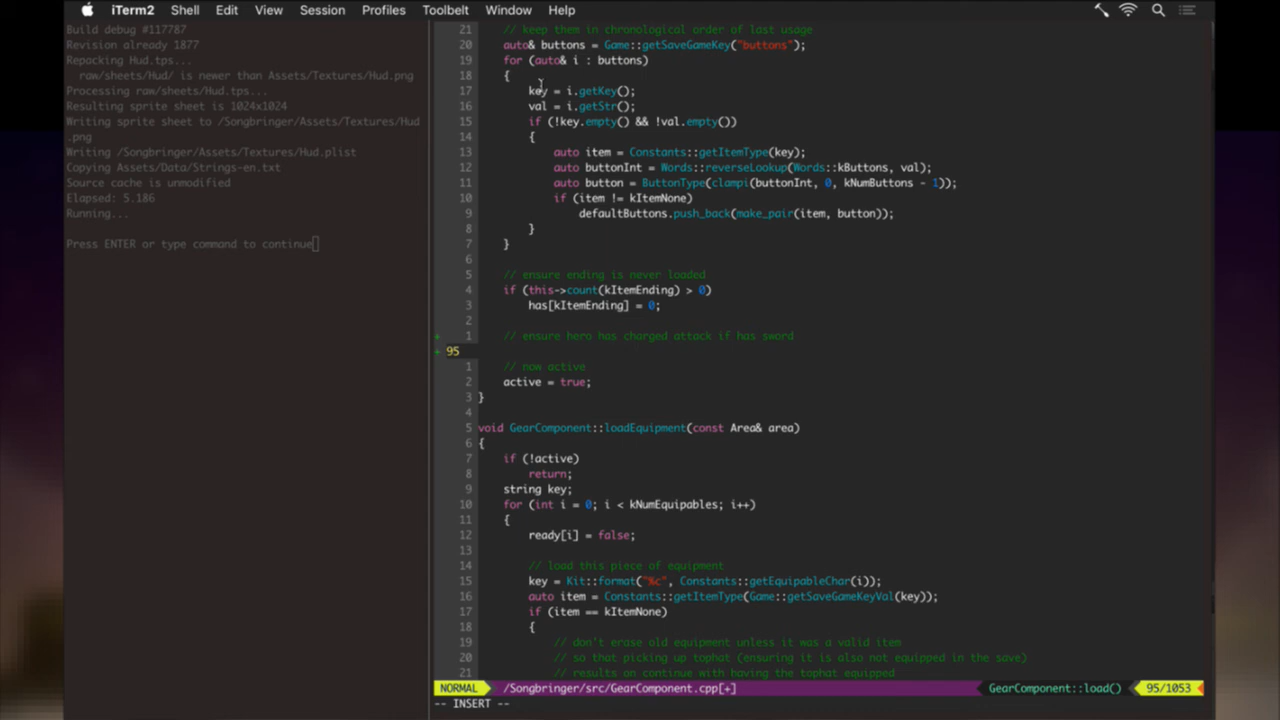 iTerm2 Shell Edit View Session Profiles Toolbelt Window Help
Build debug #117787
Revision already 1877
Repacking Hud.tps...
raw/sheets/Hud/ is newer than Assets/Textures/Hud.png
Processing raw/sheets/Hud.tps...
Resulting sprite sheet is 1024x1024
Writing sprite sheet to /Songbringer/Assets/Textures/Hud
.png
Writing /Songbringer/Assets/Textures/Hud.plist
Copying Assets/Data/Strings-en.txt
Source cache is unmodified
Elapsed: 5.186
Running...
Press ENTER or type command to continue
21 // keep them in chronological order of last usage
20 auto& buttons = Game::getSaveGameKey("buttons");
19 for (auto& i : buttons)
18 {
17 key = i.getKey();
16 val = i.getStr();
15 if (!key.empty() && !val.empty())
14 {
13 auto item = Constants::getItemType(key);
12 auto buttonInt = Words::reverseLookup(Words::kButtons, val);
11 auto button = ButtonType(clampi(buttonInt, 0, kNumButtons - 1));
10 if (item != kItemNone)
9 defaultButtons.push_back(make_pair(item, button));
8 }
7 }
6
5 // ensure ending is never loaded
4 if (this->count(kItemEnding) > 0)
3 has[kItemEnding] = 0;
2
+ 1 // ensure hero has charged attack if has sword
+ 95
1 // now active
2 active = true;
3 }
4
5 void GearComponent::loadEquipment(const Area& area)
6 {
7 if (!active)
8 return;
9 string key;
10 for (int i = 0; i < kNumEquipables; i++)
11 {
12 ready[i] = false;
13
14 // load this piece of equipment
15 key = Kit::format("%c", Constants::getEquipableChar(i));
16 auto item = Constants::getItemType(Game::getSaveGameKeyVal(key));
17 if (item == kItemNone)
18 {
19 // don't erase old equipment unless it was a valid item
20 // so that picking up tophat (ensuring it is also not equipped in the save)
21 // results on continue with having the tophat equipped
NORMAL /Songbringer/src/GearComponent.cpp[+] GearComponent::load() 95/1053
-- INSERT --